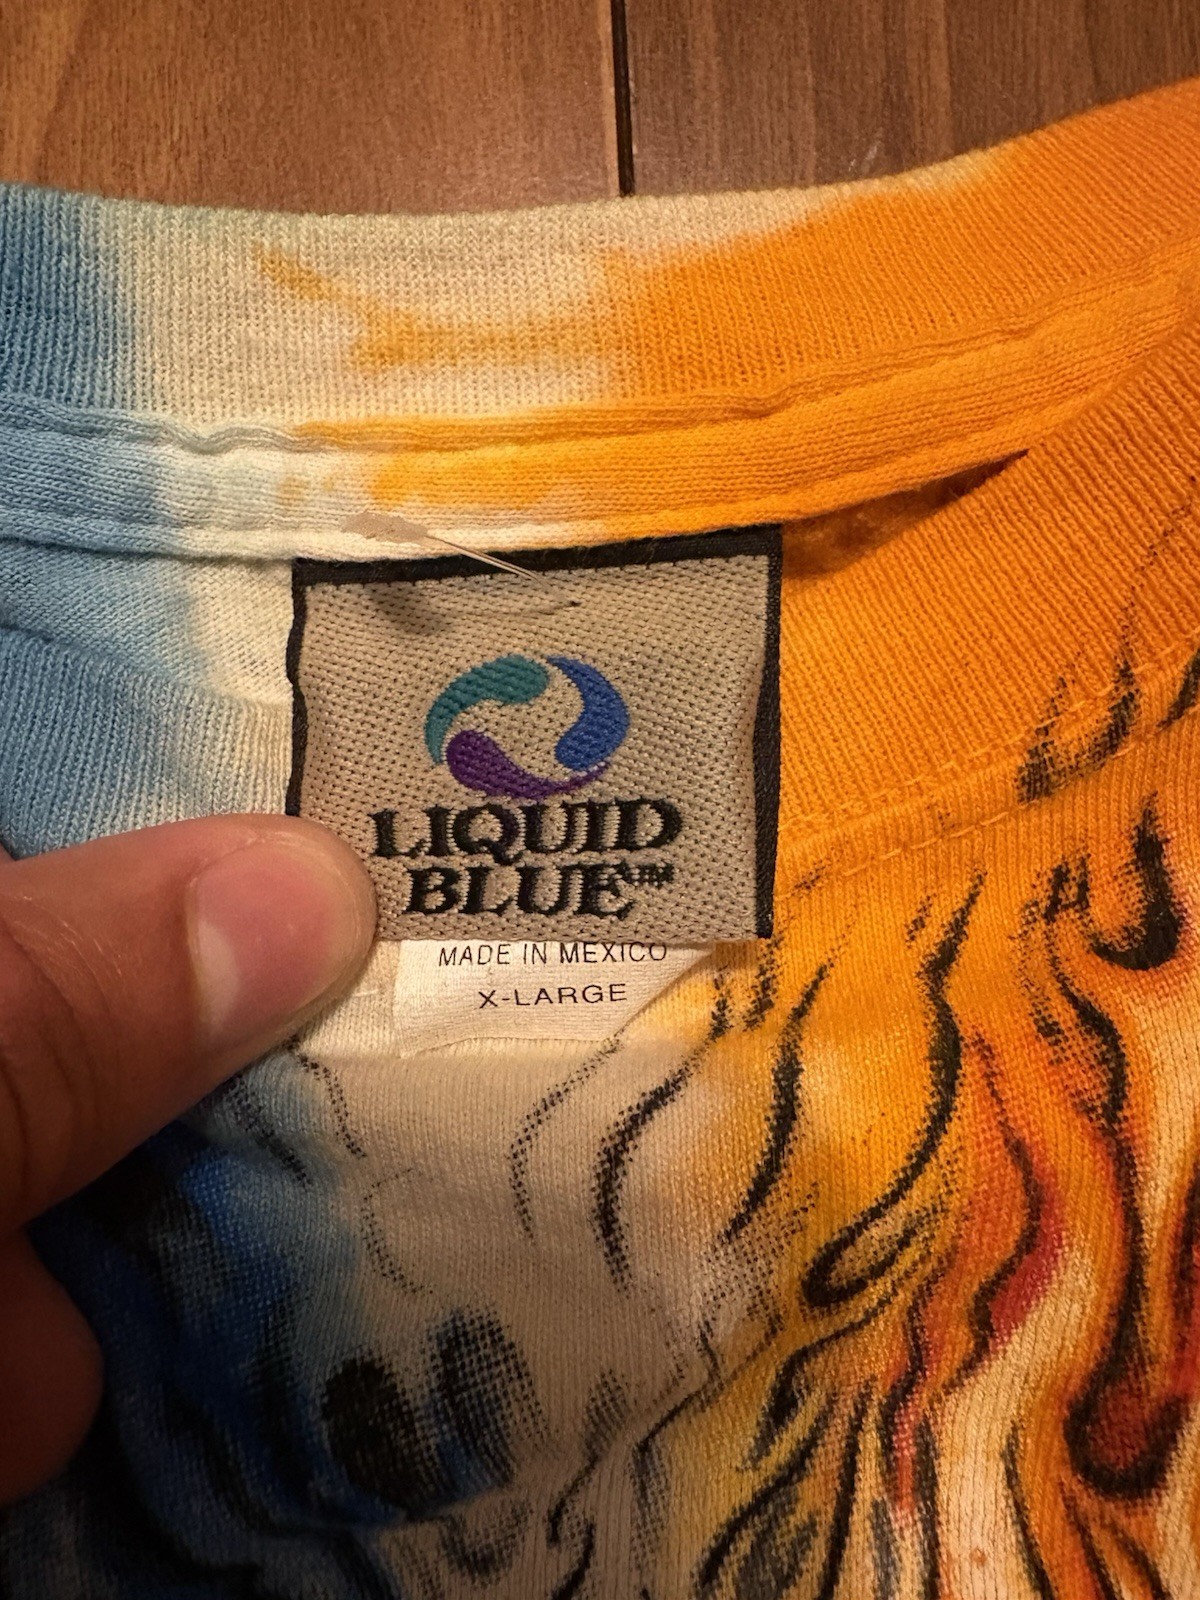 LIQUID
BLUE™
MADE IN MEXICO
X-LARGE